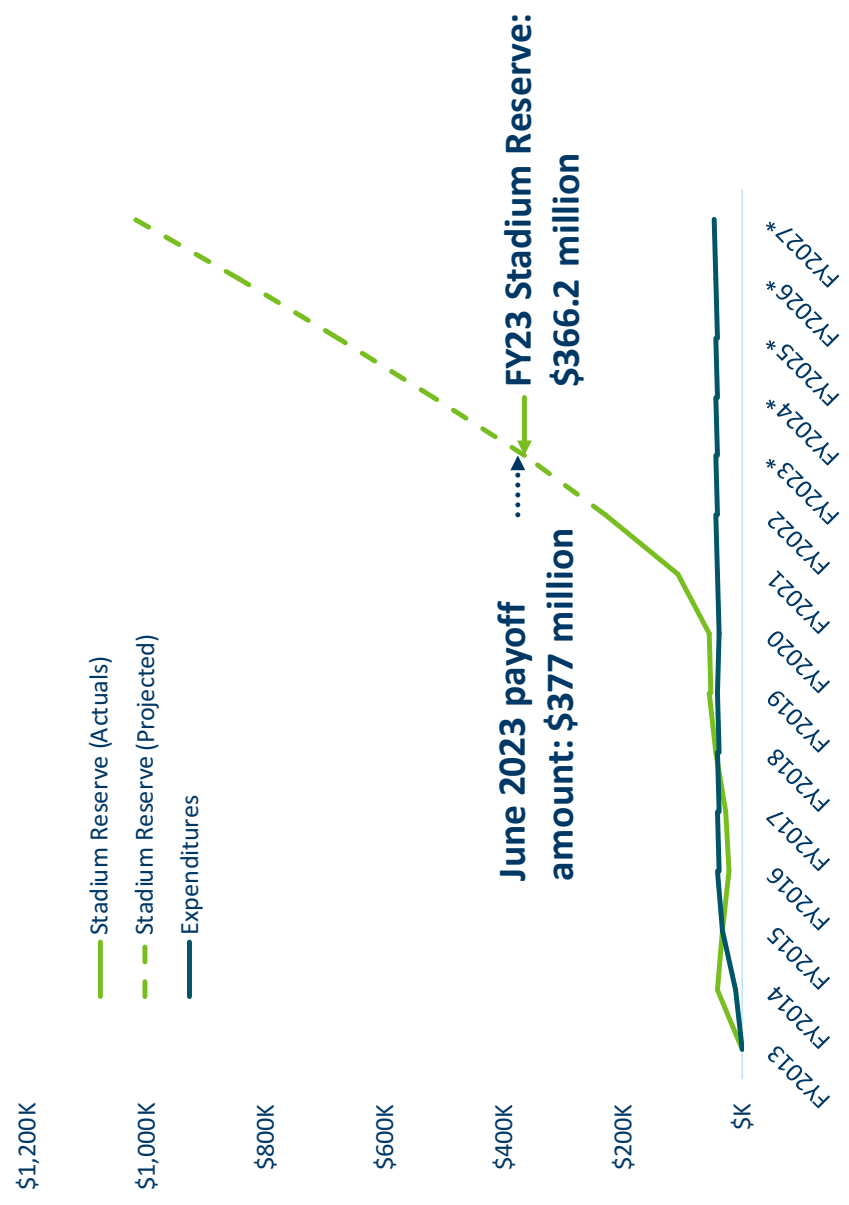 $1,200K
$1,000K
$800K
$600K
$400K
$200K
$K
Stadium Reserve (Actuals)
Stadium Reserve (Projected)
Expenditures
June 2023 payoff
amount: $377 million
FY23 Stadium Reserve:
$366.2 million
FY2013
FY2014
FY2015
FY2016
FY2017
FY2018
FY2019
FY2020
FY2021
FY2022
FY2023*
FY2024*
FY2025*
FY2026*
FY2027*